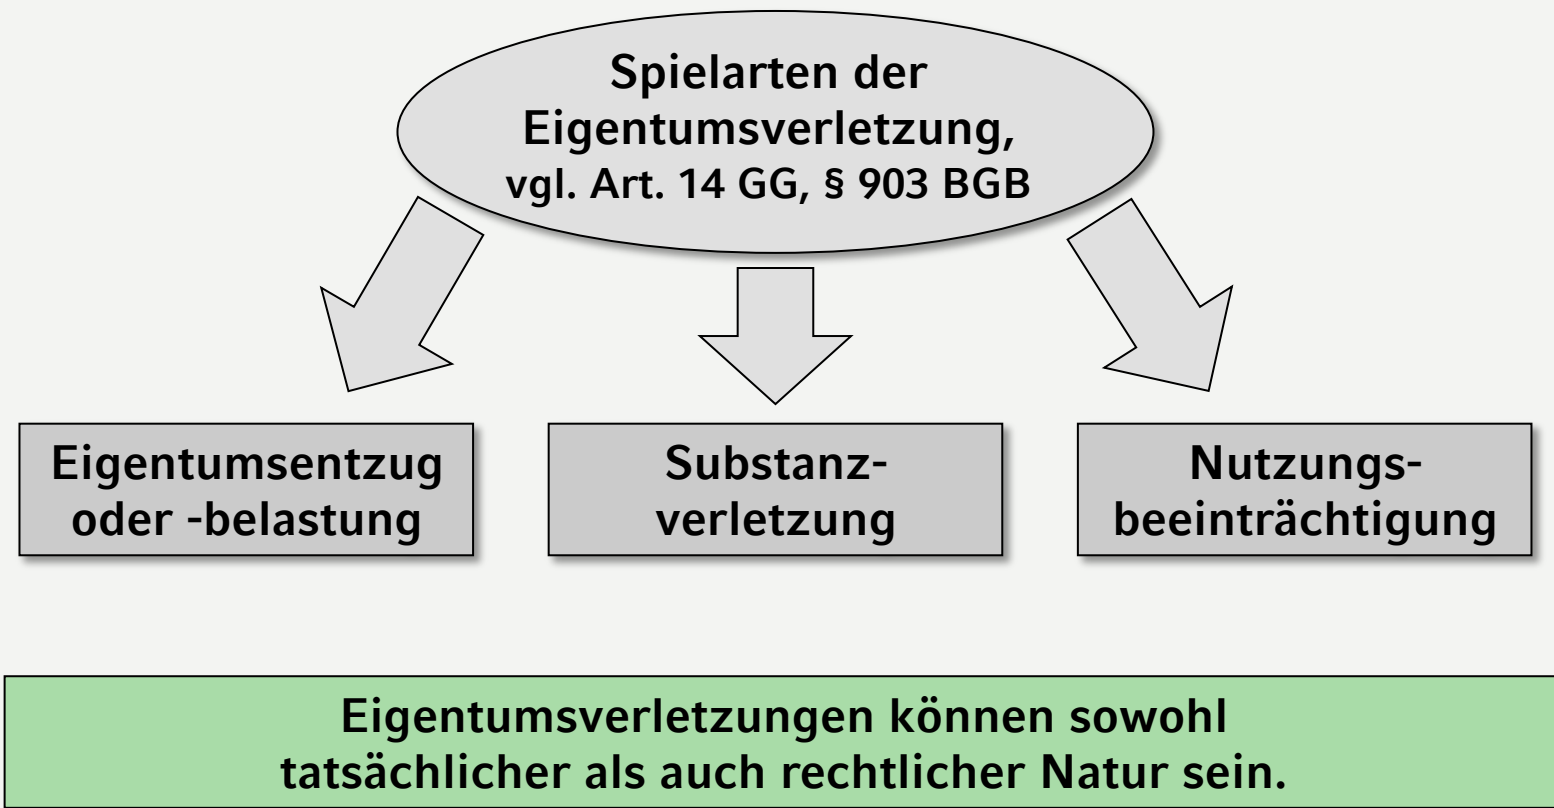 Spielarten der
Eigentumsverletzung,
vgl. Art. 14 GG, § 903 BGB
Eigentumsentzug
oder -belastung
Substanz-
verletzung
Nutzungs-
beeinträchtigung
Eigentumsverletzungen können sowohl
tatsächlicher als auch rechtlicher Natur sein.